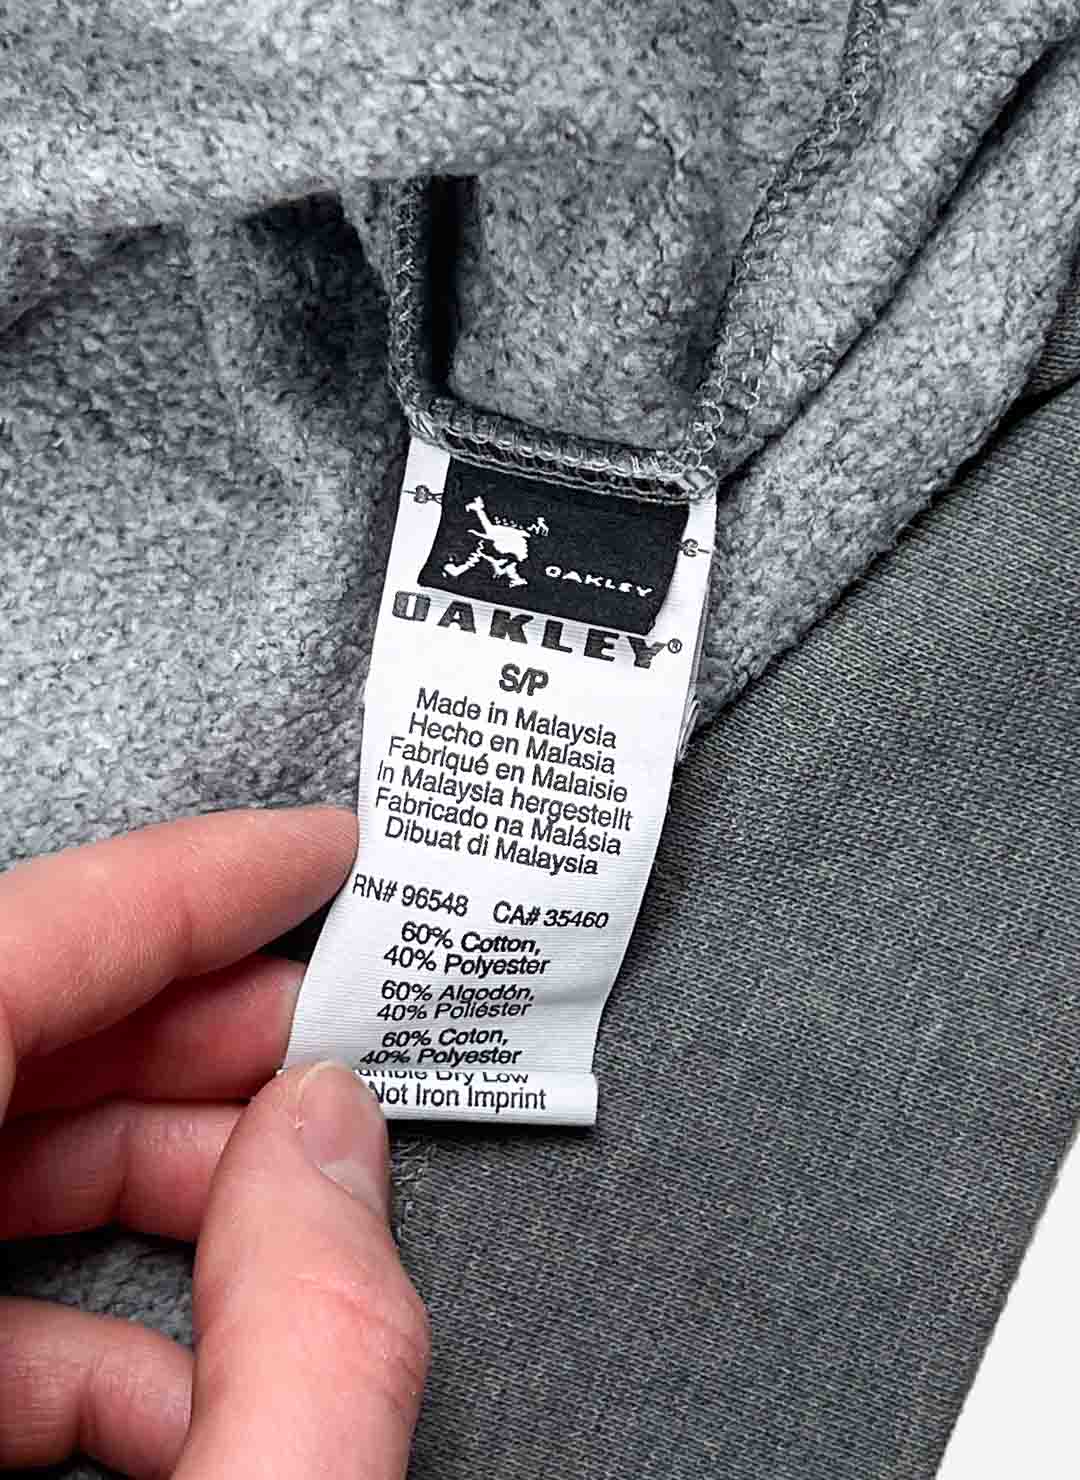 OAKLEY
OAKLEY®
S/P
Made in Malaysia
Hecho en Malasia
Fabriqué en Malaisie
In Malaysia hergestellt
Fabricado na Malásia
Dibuat di Malaysia
RN# 96548 CA# 35460
60% Cotton,
40% Polyester
60% Algodón,
40% Poliéster
60% Coton,
40% Polyester
Dry Low
Not Iron Imprint